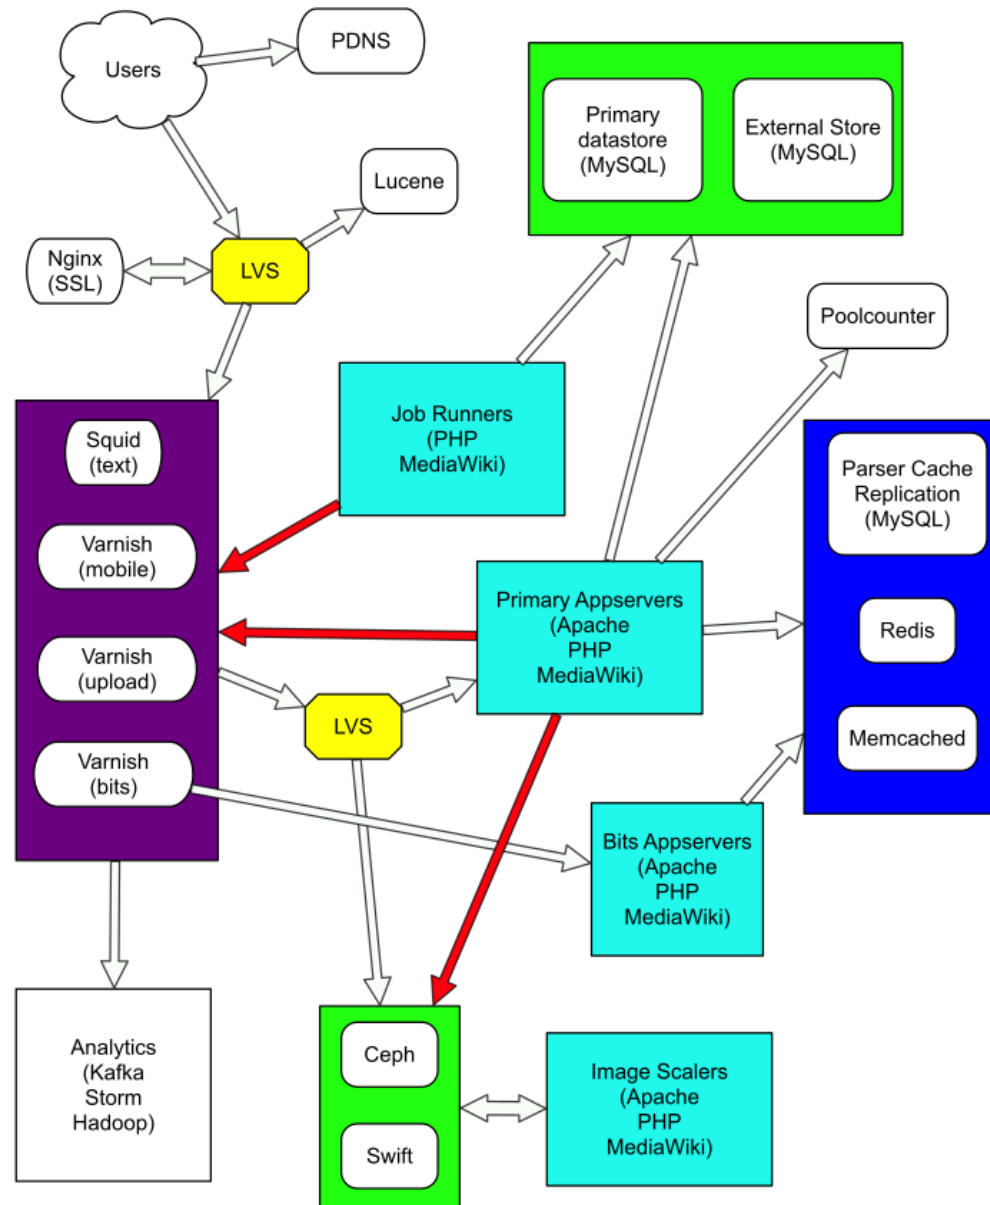 Users
PDNS
Lucene
Nginx
(SSL)
LVS
Primary
datastore
(MySQL)
External Store
(MySQL)
Poolcounter
Job Runners
(PHP
MediaWiki)
Squid
(text)
Varnish
(mobile)
Varnish
(upload)
Varnish
(bits)
LVS
Primary Appservers
(Apache
PHP
MediaWiki)
Parser Cache
Replication
(MySQL)
Redis
Memcached
Bits Appservers
(Apache
PHP
MediaWiki)
Analytics
(Kafka
Storm
Hadoop)
Ceph
Swift
Image Scalers
(Apache
PHP
MediaWiki)